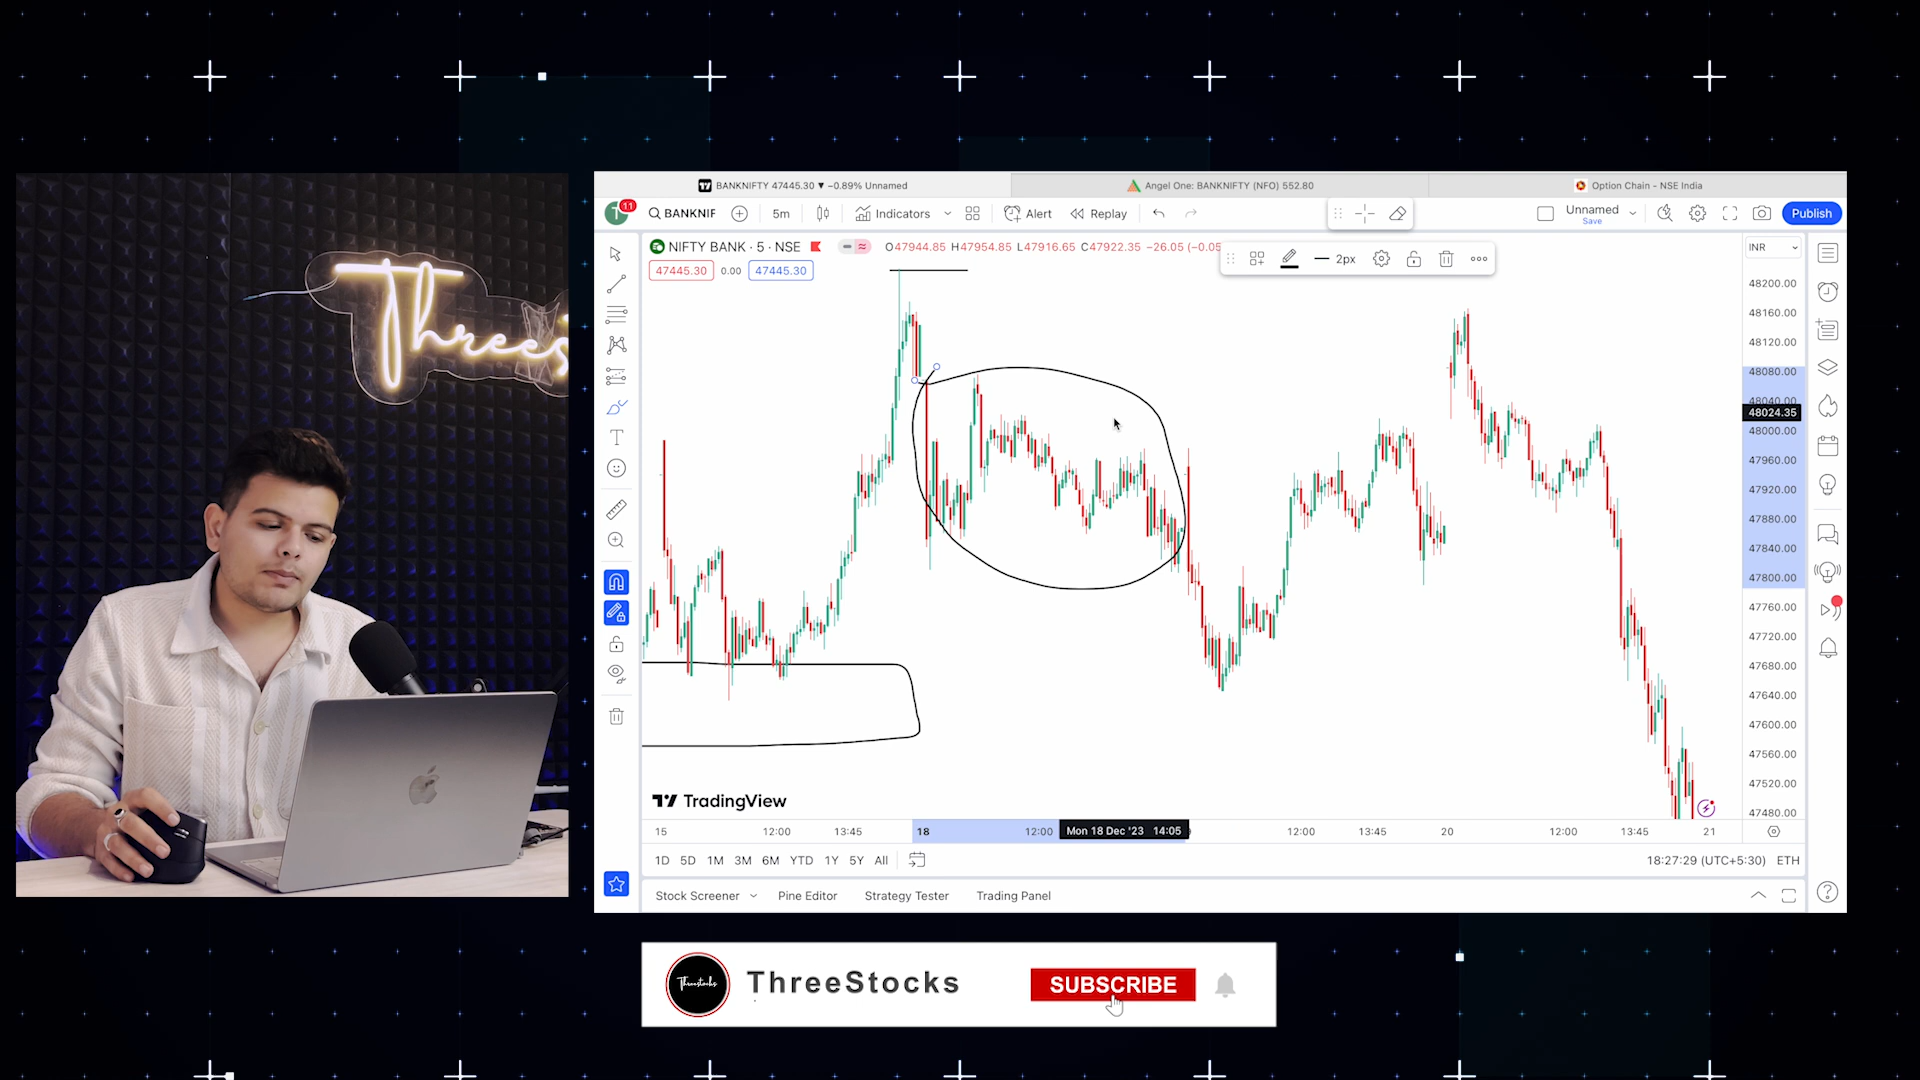 Threes
BANKNIFTY 47445.30 ▼ −0.89% Unnamed
Angel One: BANKNIFTY (NFO) 552.80
Option Chain - NSE India
T 11
BANKNIF
5m
Indicators
Alert
Replay
Unnamed
Save
Publish
NIFTY BANK · 5 · NSE
O47944.85 H47954.85 L47916.65 C47922.35 −26.05 (−0.05
2px
INR
47445.30 0.00 47445.30
48200.00
48160.00
48120.00
48080.00
48040.00
48024.35
48000.00
47960.00
47920.00
47880.00
47840.00
47800.00
47760.00
47720.00
47680.00
47640.00
47600.00
47560.00
47520.00
47480.00
TradingView
15 12:00 13:45 18 12:00 Mon 18 Dec '23 14:05 12:00 13:45 20 12:00 13:45 21
1D 5D 1M 3M 6M YTD 1Y 5Y All
18:27:29 (UTC+5:30) ETH
Stock Screener Pine Editor Strategy Tester Trading Panel
Threestocks
ThreeStocks
SUBSCRIBE